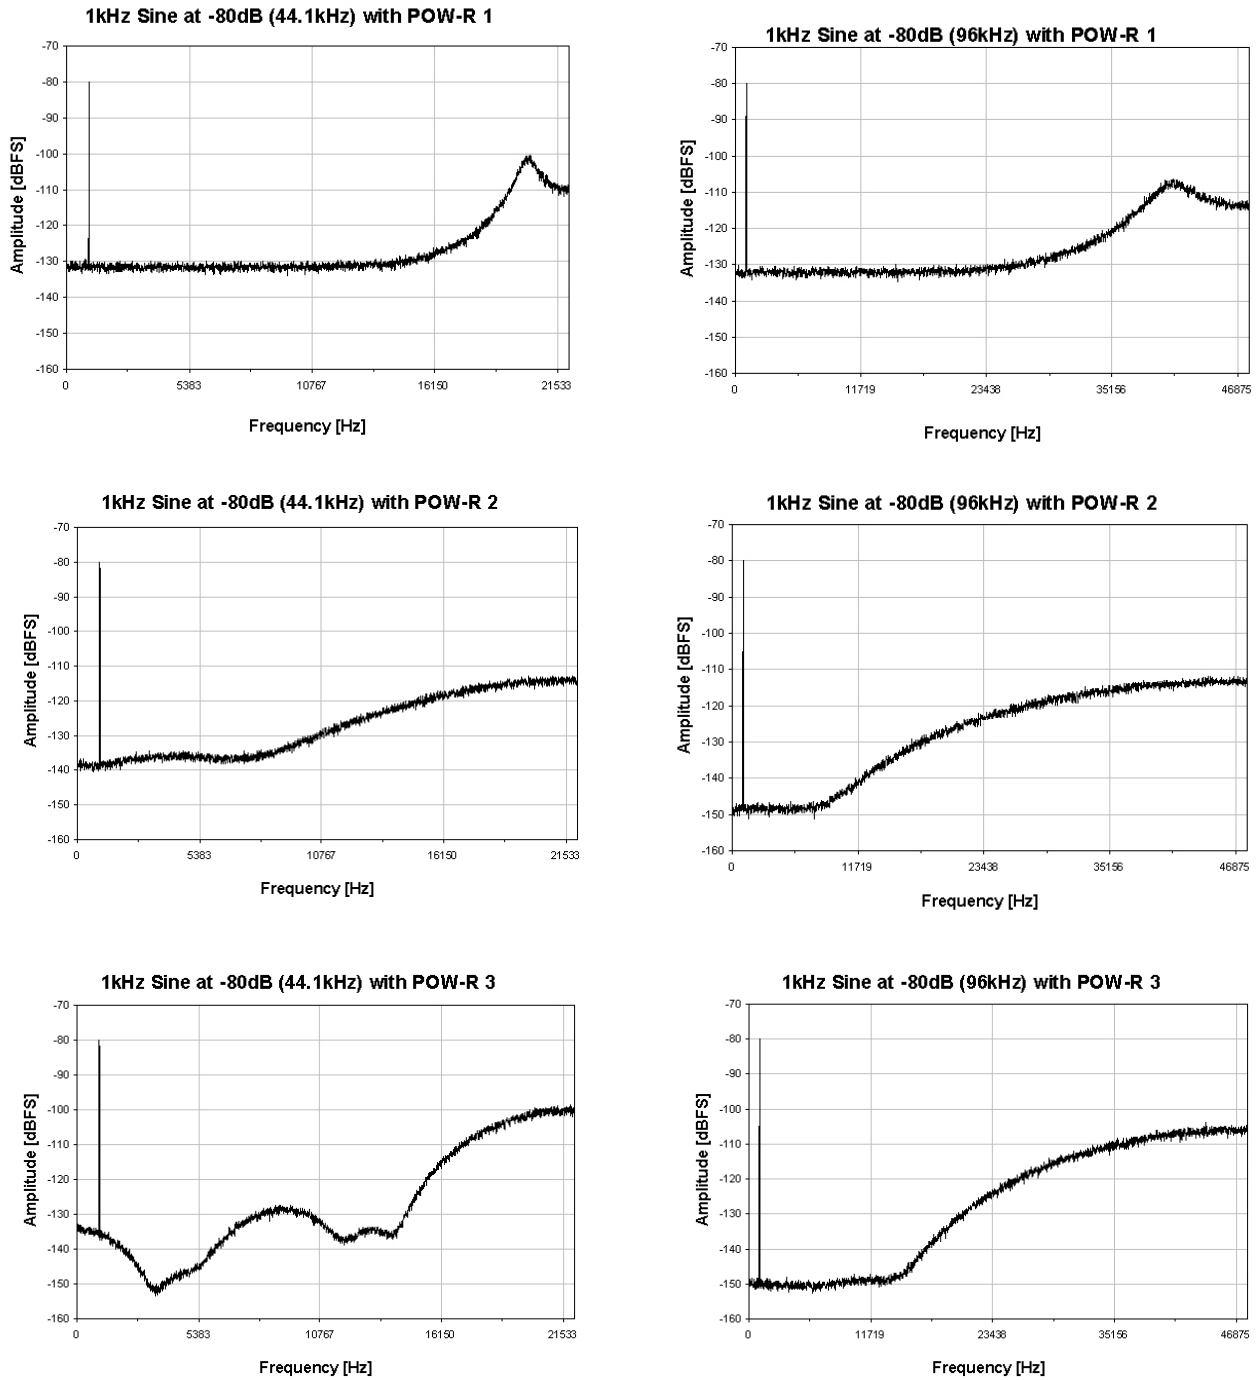 1kHz Sine at -80dB (44.1kHz) with POW-R 1
-70
-80
-90
-100
-110
-120
-130
-140
-150
-160
Amplitude [dBFS]
0 5383 10767 16150 21533
Frequency [Hz]
1kHz Sine at -80dB (96kHz) with POW-R 1
-70
-80
-90
-100
-110
-120
-130
-140
-150
-160
Amplitude [dBFS]
0 11719 23438 35156 46875
Frequency [Hz]
1kHz Sine at -80dB (44.1kHz) with POW-R 2
-70
-80
-90
-100
-110
-120
-130
-140
-150
-160
Amplitude [dBFS]
0 5383 10767 16150 21533
Frequency [Hz]
1kHz Sine at -80dB (96kHz) with POW-R 2
-70
-80
-90
-100
-110
-120
-130
-140
-150
-160
Amplitude [dBFS]
0 11719 23438 35156 46875
Frequency [Hz]
1kHz Sine at -80dB (44.1kHz) with POW-R 3
-70
-80
-90
-100
-110
-120
-130
-140
-150
-160
Amplitude [dBFS]
0 5383 10767 16150 21533
Frequency [Hz]
1kHz Sine at -80dB (96kHz) with POW-R 3
-70
-80
-90
-100
-110
-120
-130
-140
-150
-160
Amplitude [dBFS]
0 11719 23438 35156 46875
Frequency [Hz]